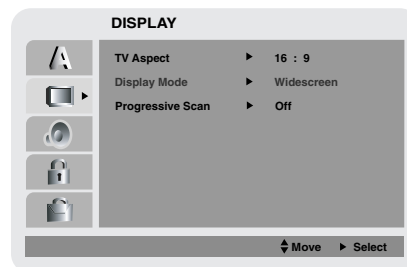 DISPLAY
A
TV Aspect ▶ 16 : 9
Display Mode ▶ Widescreen
Progressive Scan ▶ Off
Move ▶ Select